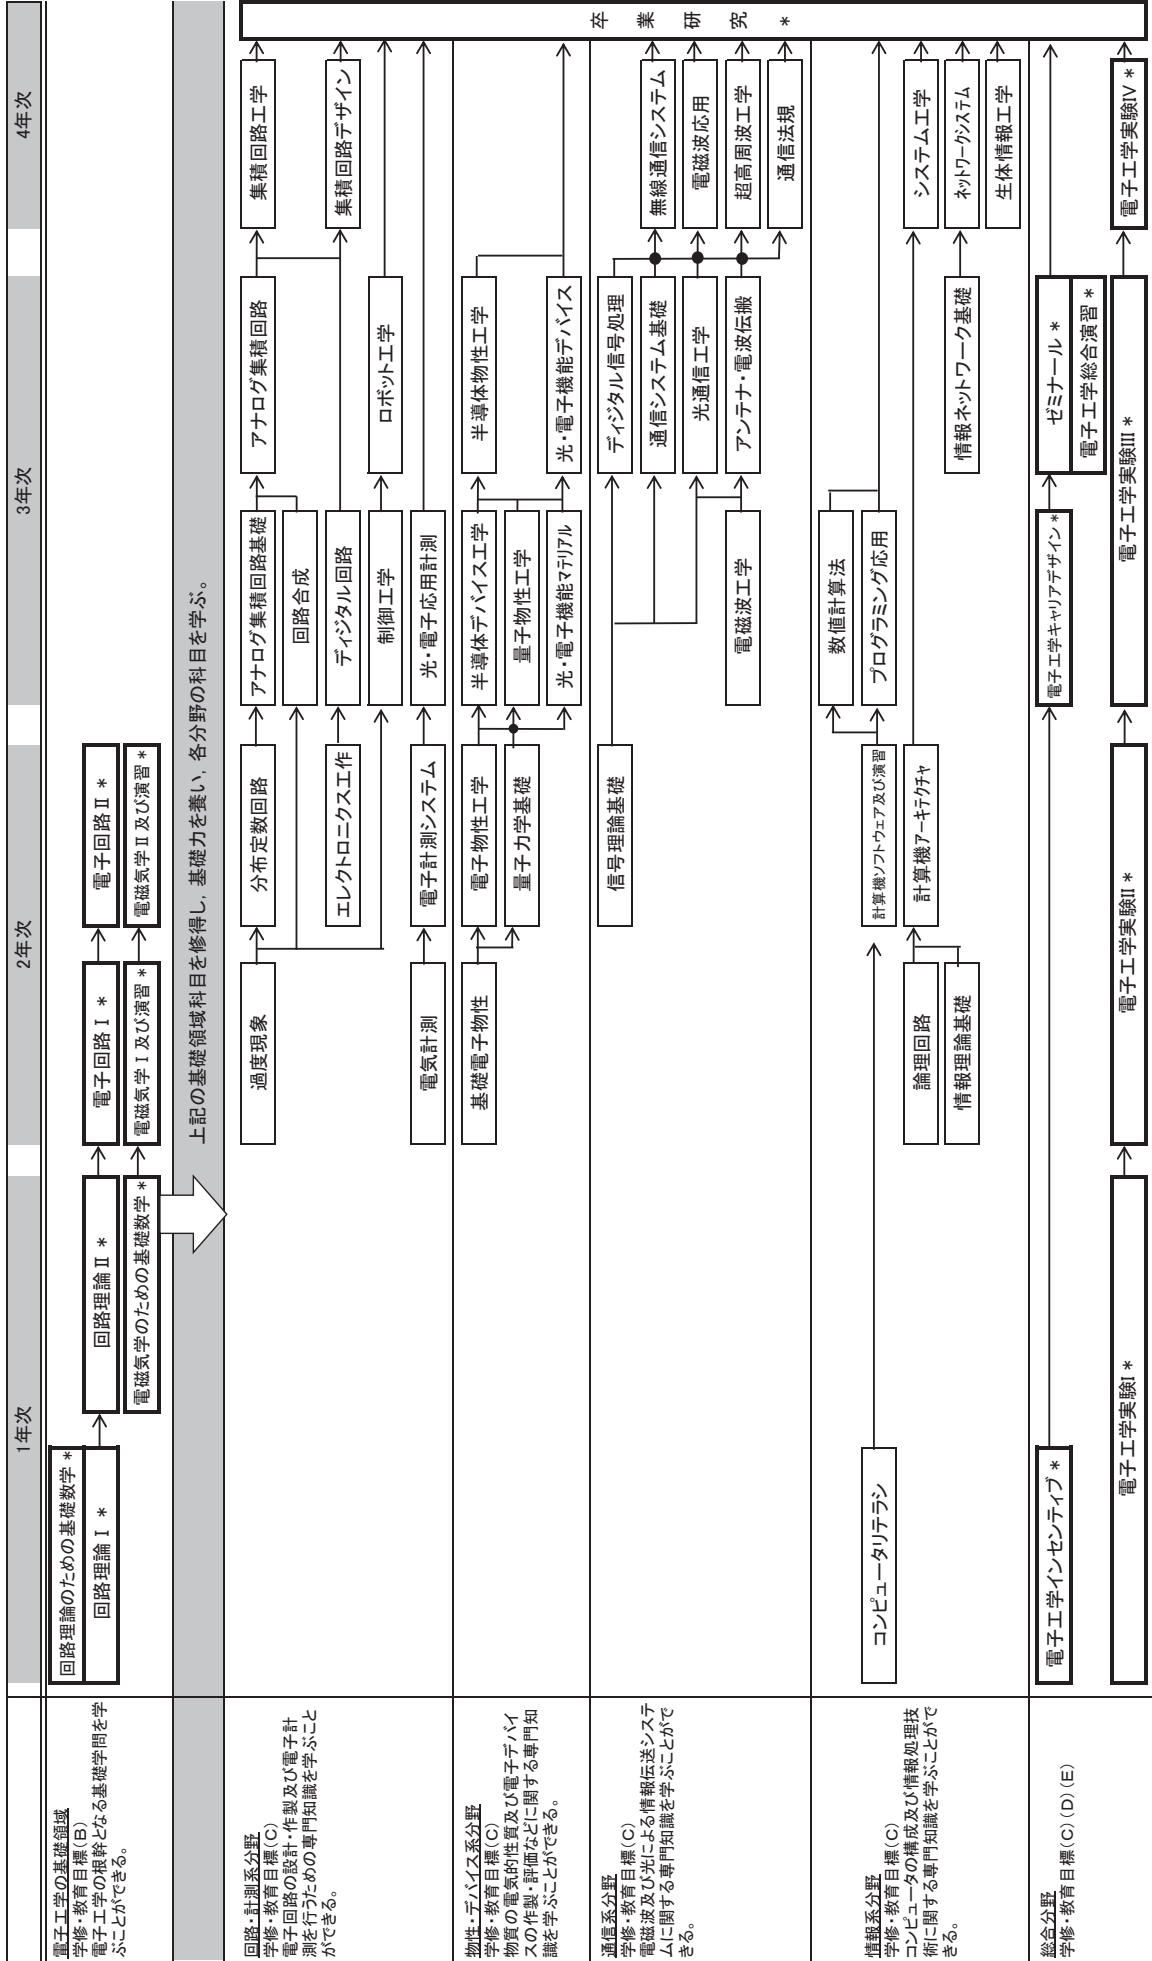 1年次
2年次
3年次
4年次
電子工学の基礎領域
学修・教育目標(B)
電子工学の根幹となる基礎学問を学
ぶことができる。
回路理論のための基礎数学 *
回路理論Ⅰ *
回路理論Ⅱ *
電子回路Ⅰ *
電子回路Ⅱ *
電磁気学のための基礎数学 *
電磁気学Ⅰ及び演習 *
電磁気学Ⅱ及び演習 *
上記の基礎領域科目を修得し, 基礎力を養い, 各分野の科目を学ぶ。
卒業研究 *
回路・計測系分野
学修・教育目標(C)
電子回路の設計・作製及び電子計
測を行うための専門知識を学ぶこと
ができる。
過度現象
分布定数回路
アナログ集積回路基礎
アナログ集積回路
集積回路工学
回路合成
エレクトロニクス工作
ディジタル回路
集積回路デザイン
制御工学
ロボット工学
電気計測
電子計測システム
光・電子応用計測
物性・デバイス系分野
学修・教育目標(C)
物質の電気的性質及び電子デバイ
スの作製・評価などに関する専門知
識を学ぶことができる。
基礎電子物性
電子物性工学
半導体デバイス工学
半導体物性工学
量子力学基礎
量子物性工学
光・電子機能マテリアル
光・電子機能デバイス
通信系分野
学修・教育目標(C)
電磁波及び光による情報伝送システ
ムに関する専門知識を学ぶことがで
きる。
信号理論基礎
ディジタル信号処理
通信システム基礎
無線通信システム
光通信工学
電磁波応用
電磁波工学
アンテナ・電波伝搬
超高周波工学
通信法規
情報系分野
学修・教育目標(C)
コンピュータの構成及び情報処理技
術に関する専門知識を学ぶことがで
きる。
数値計算法
コンピュータリテラシ
計算機ソフトウェア及び演習
プログラミング応用
論理回路
計算機アーキテクチャ
システム工学
情報理論基礎
情報ネットワーク基礎
ネットワークシステム
生体情報工学
総合分野
学修・教育目標(C)(D)(E)
電子工学インセンティブ *
電子工学キャリアデザイン *
ゼミナール *
電子工学総合演習 *
電子工学実験I *
電子工学実験II *
電子工学実験III *
電子工学実験IV *